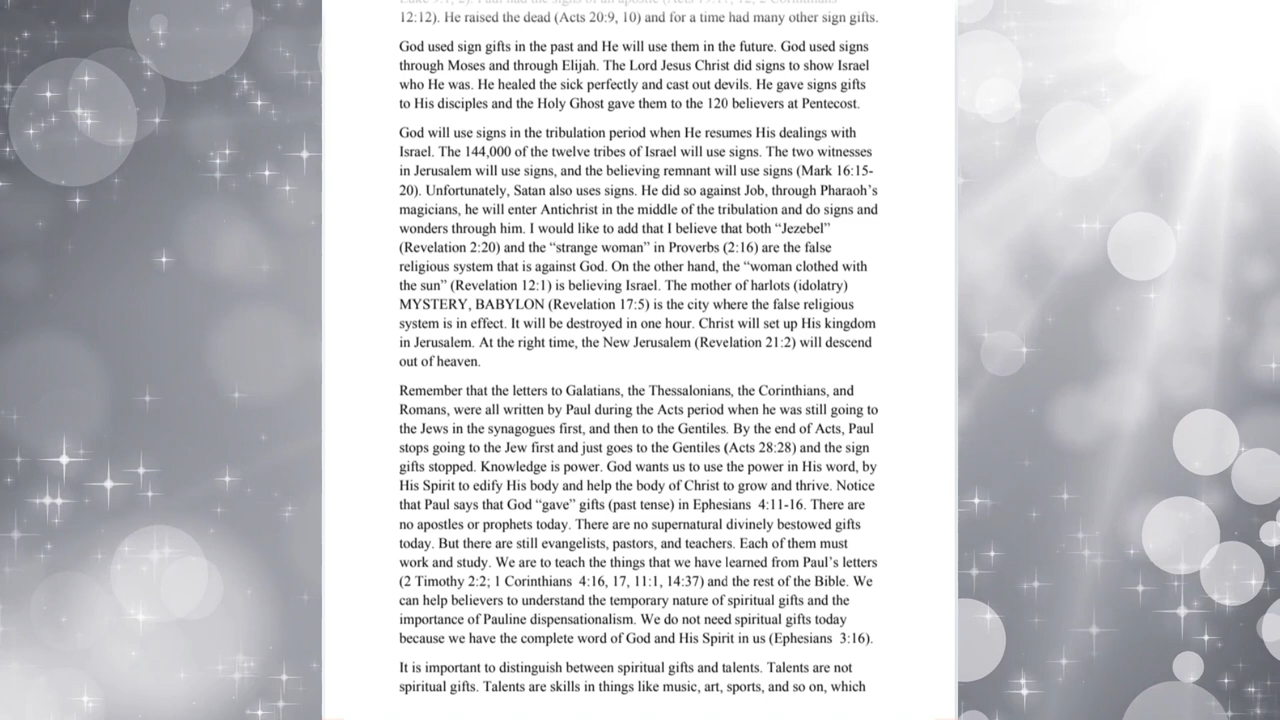 12:12). He raised the dead (Acts 20:9, 10) and for a time had many other sign gifts.
God used sign gifts in the past and He will use them in the future. God used signs
through Moses and through Elijah. The Lord Jesus Christ did signs to show Israel
who He was. He healed the sick perfectly and cast out devils. He gave signs gifts
to His disciples and the Holy Ghost gave them to the 120 believers at Pentecost.
God will use signs in the tribulation period when He resumes His dealings with
Israel. The 144,000 of the twelve tribes of Israel will use signs. The two witnesses
in Jerusalem will use signs, and the believing remnant will use signs (Mark 16:15-
20). Unfortunately, Satan also uses signs. He did so against Job, through Pharaoh’s
magicians, he will enter Antichrist in the middle of the tribulation and do signs and
wonders through him. I would like to add that I believe that both “Jezebel”
(Revelation 2:20) and the “strange woman” in Proverbs (2:16) are the false
religious system that is against God. On the other hand, the “woman clothed with
the sun” (Revelation 12:1) is believing Israel. The mother of harlots (idolatry)
MYSTERY, BABYLON (Revelation 17:5) is the city where the false religious
system is in effect. It will be destroyed in one hour. Christ will set up His kingdom
in Jerusalem. At the right time, the New Jerusalem (Revelation 21:2) will descend
out of heaven.
Remember that the letters to Galatians, the Thessalonians, the Corinthians, and
Romans, were all written by Paul during the Acts period when he was still going to
the Jews in the synagogues first, and then to the Gentiles. By the end of Acts, Paul
stops going to the Jew first and just goes to the Gentiles (Acts 28:28) and the sign
gifts stopped. Knowledge is power. God wants us to use the power in His word, by
His Spirit to edify His body and help the body of Christ to grow and thrive. Notice
that Paul says that God “gave” gifts (past tense) in Ephesians 4:11-16. There are
no apostles or prophets today. There are no supernatural divinely bestowed gifts
today. But there are still evangelists, pastors, and teachers. Each of them must
work and study. We are to teach the things that we have learned from Paul’s letters
(2 Timothy 2:2; 1 Corinthians 4:16, 17, 11:1, 14:37) and the rest of the Bible. We
can help believers to understand the temporary nature of spiritual gifts and the
importance of Pauline dispensationalism. We do not need spiritual gifts today
because we have the complete word of God and His Spirit in us (Ephesians 3:16).
It is important to distinguish between spiritual gifts and talents. Talents are not
spiritual gifts. Talents are skills in things like music, art, sports, and so on, which